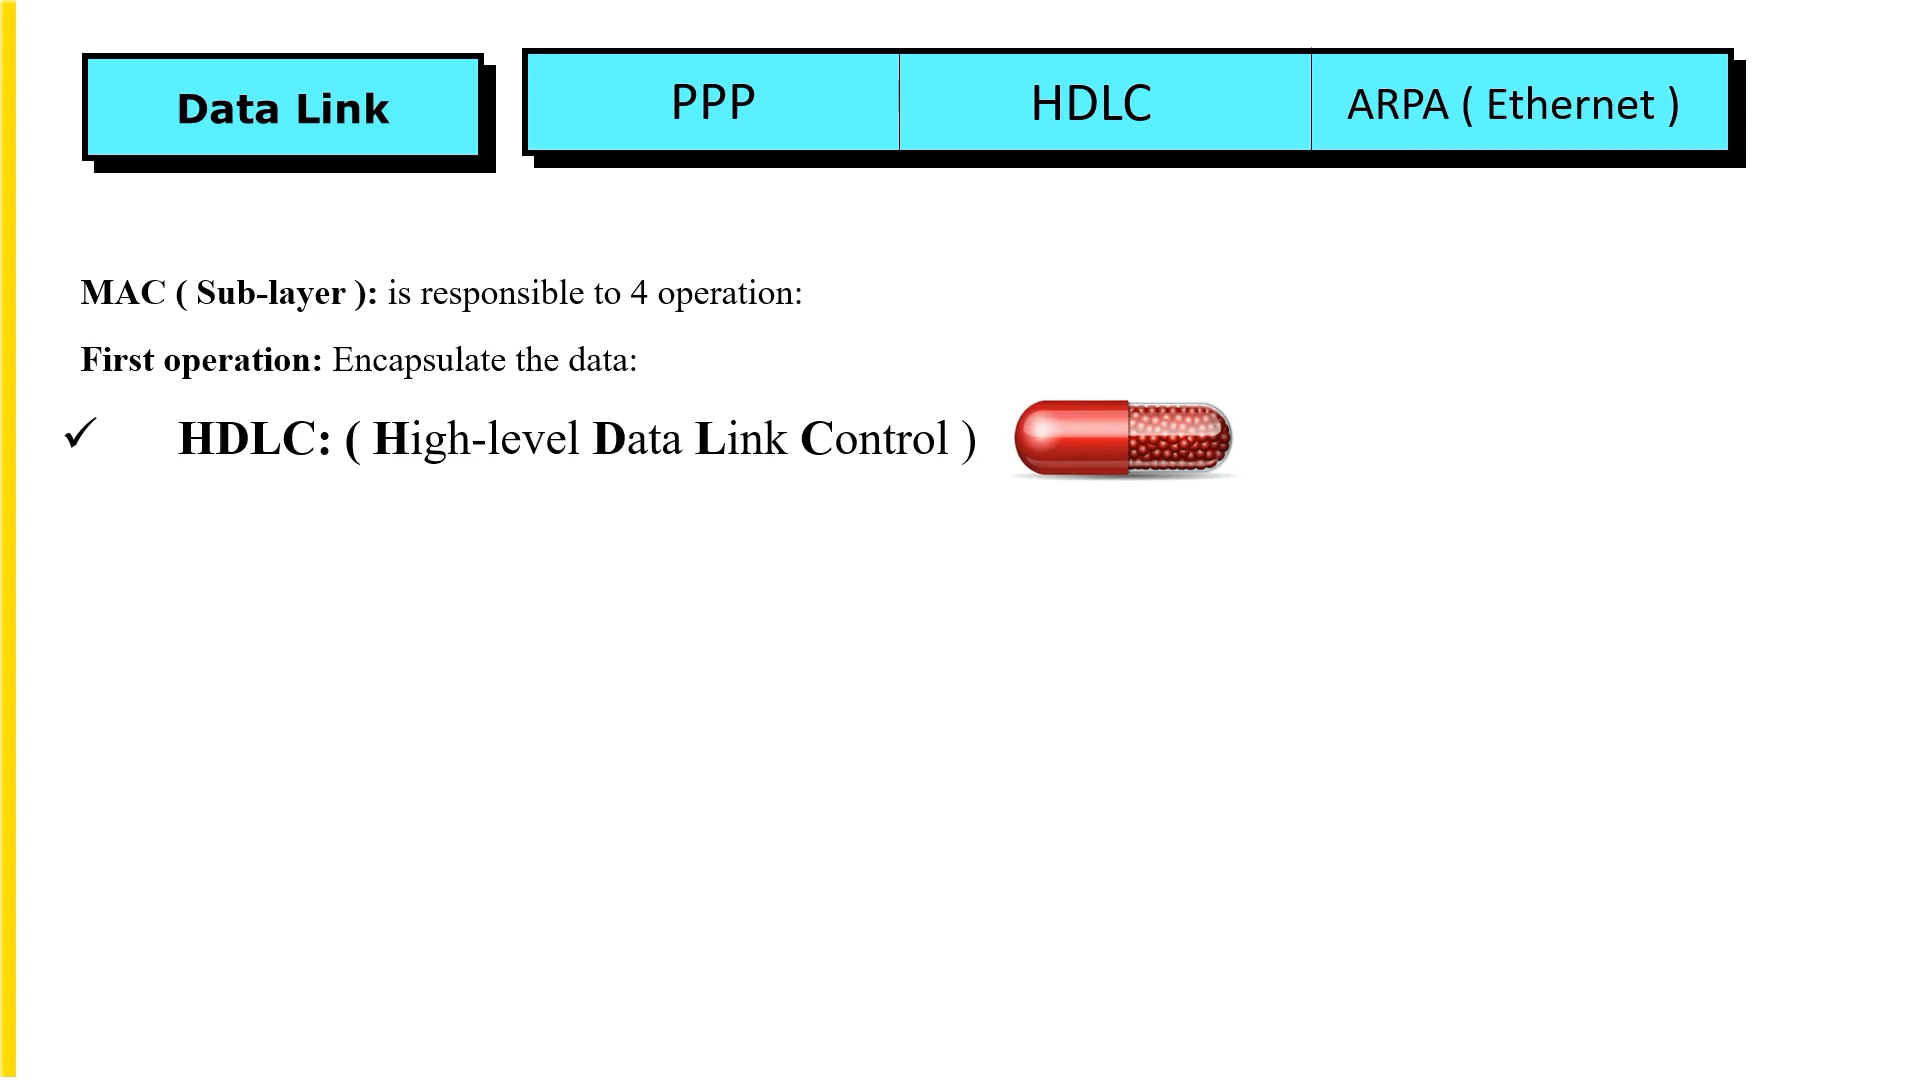 Data Link
PPP HDLC ARPA ( Ethernet )
MAC ( Sub-layer ): is responsible to 4 operation:
First operation: Encapsulate the data:
✓ HDLC: ( High-level Data Link Control )